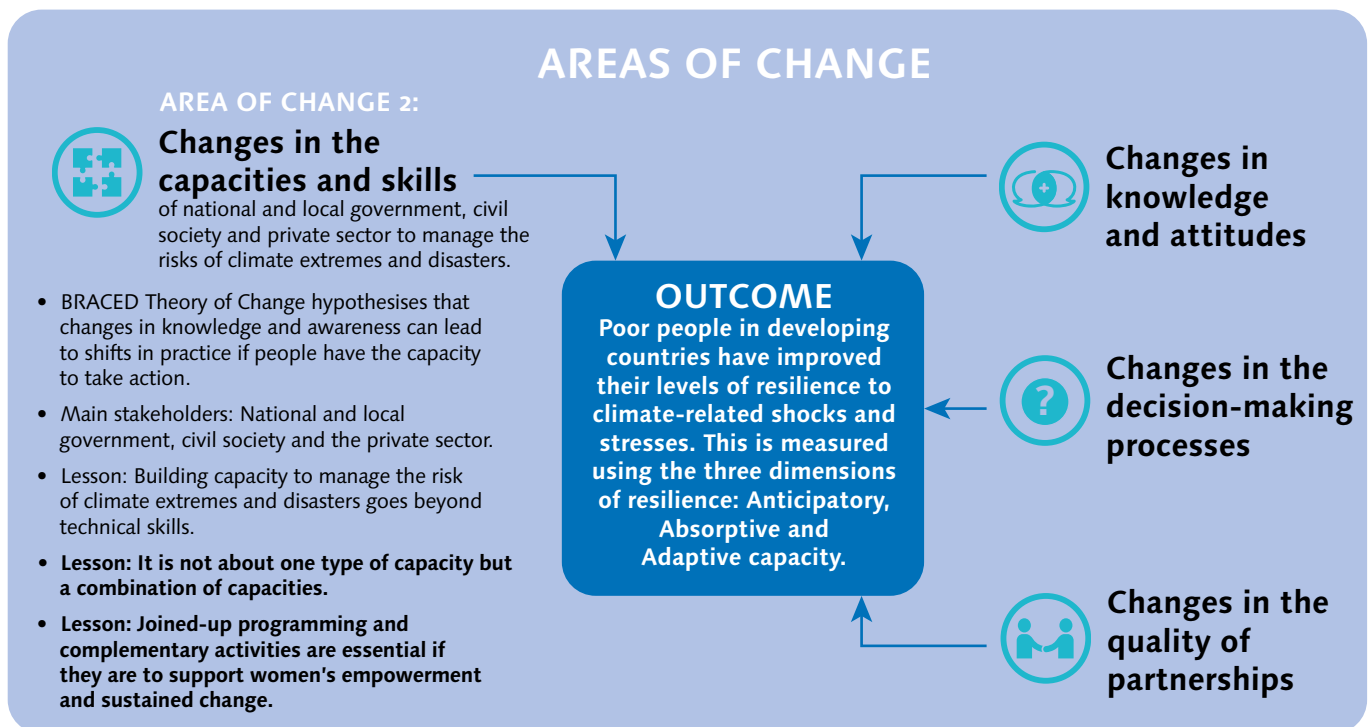 AREAS OF CHANGE
AREA OF CHANGE 2:
Changes in the
capacities and skills
of national and local government, civil
society and private sector to manage the
risks of climate extremes and disasters.
• BRACED Theory of Change hypothesises that
changes in knowledge and awareness can lead
to shifts in practice if people have the capacity
to take action.
• Main stakeholders: National and local
government, civil society and the private sector.
• Lesson: Building capacity to manage the risk
of climate extremes and disasters goes beyond
technical skills.
• Lesson: It is not about one type of capacity but
a combination of capacities.
• Lesson: Joined-up programming and
complementary activities are essential if
they are to support women's empowerment
and sustained change.
OUTCOME
Poor people in developing
countries have improved
their levels of resilience to
climate-related shocks and
stresses. This is measured
using the three dimensions
of resilience: Anticipatory,
Absorptive and
Adaptive capacity.
Changes in
knowledge
and attitudes
?
Changes in the
decision-making
processes
Changes in the
quality of
partnerships